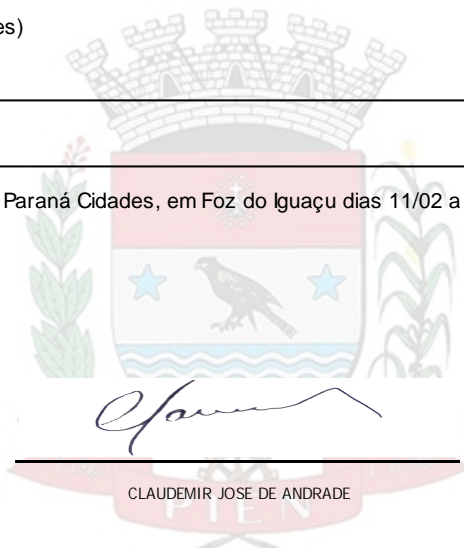 es)
Paraná Cidades, em Foz do Iguaçu dias 11/02 a
CLAUDEMIR JOSE DE ANDRADE
PIEN